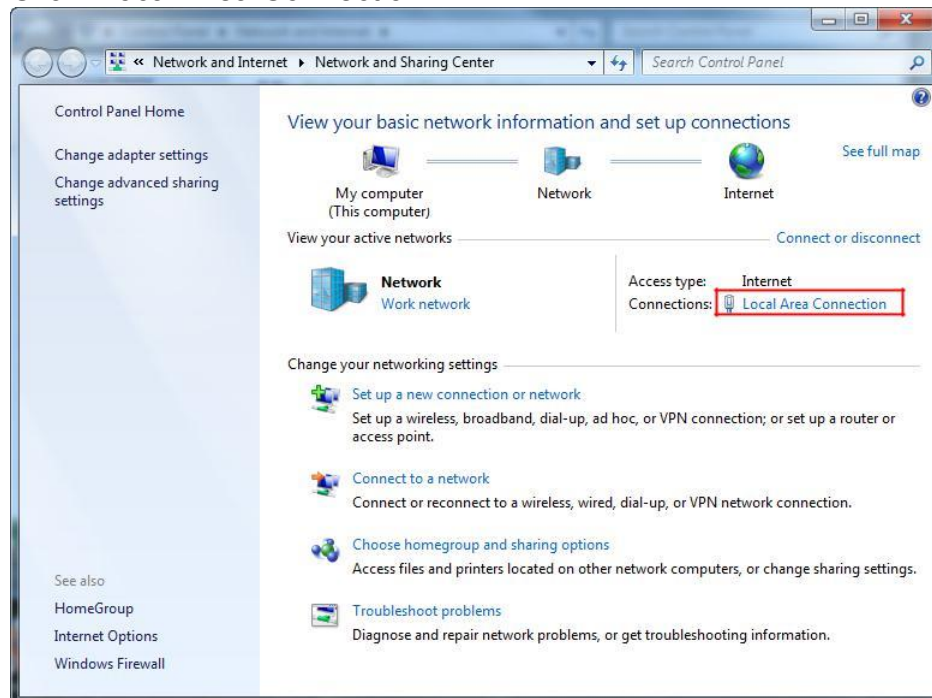 « Network and Internet ▸ Network and Sharing Center
Search Control Panel
Control Panel Home
Change adapter settings
Change advanced sharing
settings
View your basic network information and set up connections
See full map
My computer
(This computer)
Network
Internet
View your active networks
Connect or disconnect
Network
Work network
Access type: Internet
Connections: Local Area Connection
Change your networking settings
Set up a new connection or network
Set up a wireless, broadband, dial-up, ad hoc, or VPN connection; or set up a router or
access point.
Connect to a network
Connect or reconnect to a wireless, wired, dial-up, or VPN network connection.
Choose homegroup and sharing options
Access files and printers located on other network computers, or change sharing settings.
Troubleshoot problems
Diagnose and repair network problems, or get troubleshooting information.
See also
HomeGroup
Internet Options
Windows Firewall